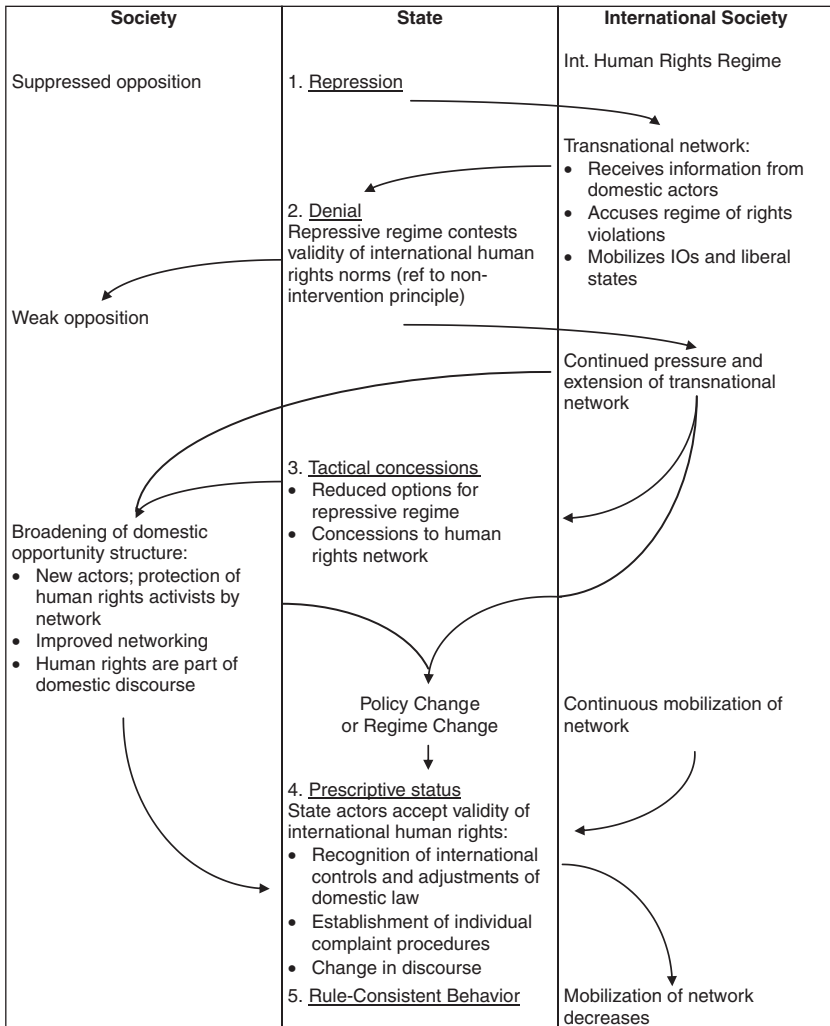 Society
State
International Society
Int. Human Rights Regime
Suppressed opposition
1. Repression
Transnational network:
• Receives information from
domestic actors
• Accuses regime of rights
violations
• Mobilizes IOs and liberal
states
2. Denial
Repressive regime contests
validity of international human
rights norms (ref to non-
intervention principle)
Weak opposition
Continued pressure and
extension of transnational
network
3. Tactical concessions
• Reduced options for
repressive regime
• Concessions to human
rights network
Broadening of domestic
opportunity structure:
• New actors; protection of
human rights activists by
network
• Improved networking
• Human rights are part of
domestic discourse
Policy Change
or Regime Change
Continuous mobilization of
network
4. Prescriptive status
State actors accept validity of
international human rights:
• Recognition of international
controls and adjustments of
domestic law
• Establishment of individual
complaint procedures
• Change in discourse
5. Rule-Consistent Behavior
Mobilization of network
decreases